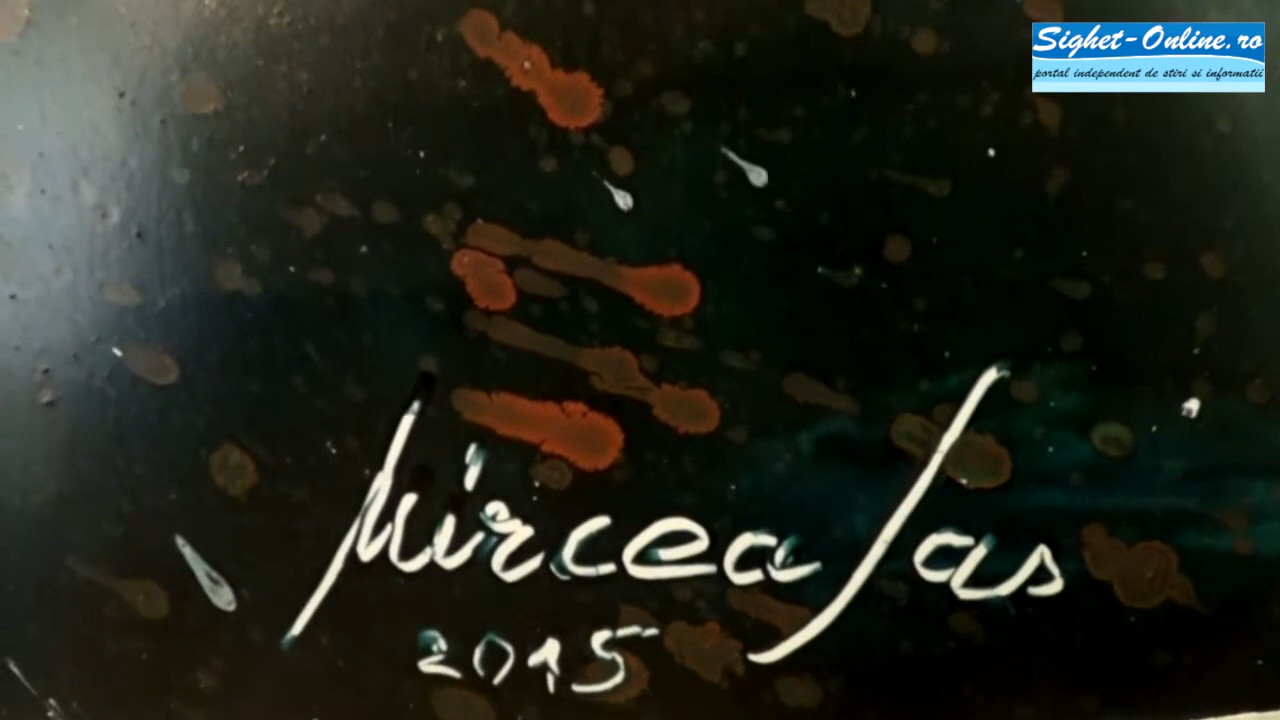 Sighet-Online.ro
portal independent de stiri si informatii
Mircea Sas
2015